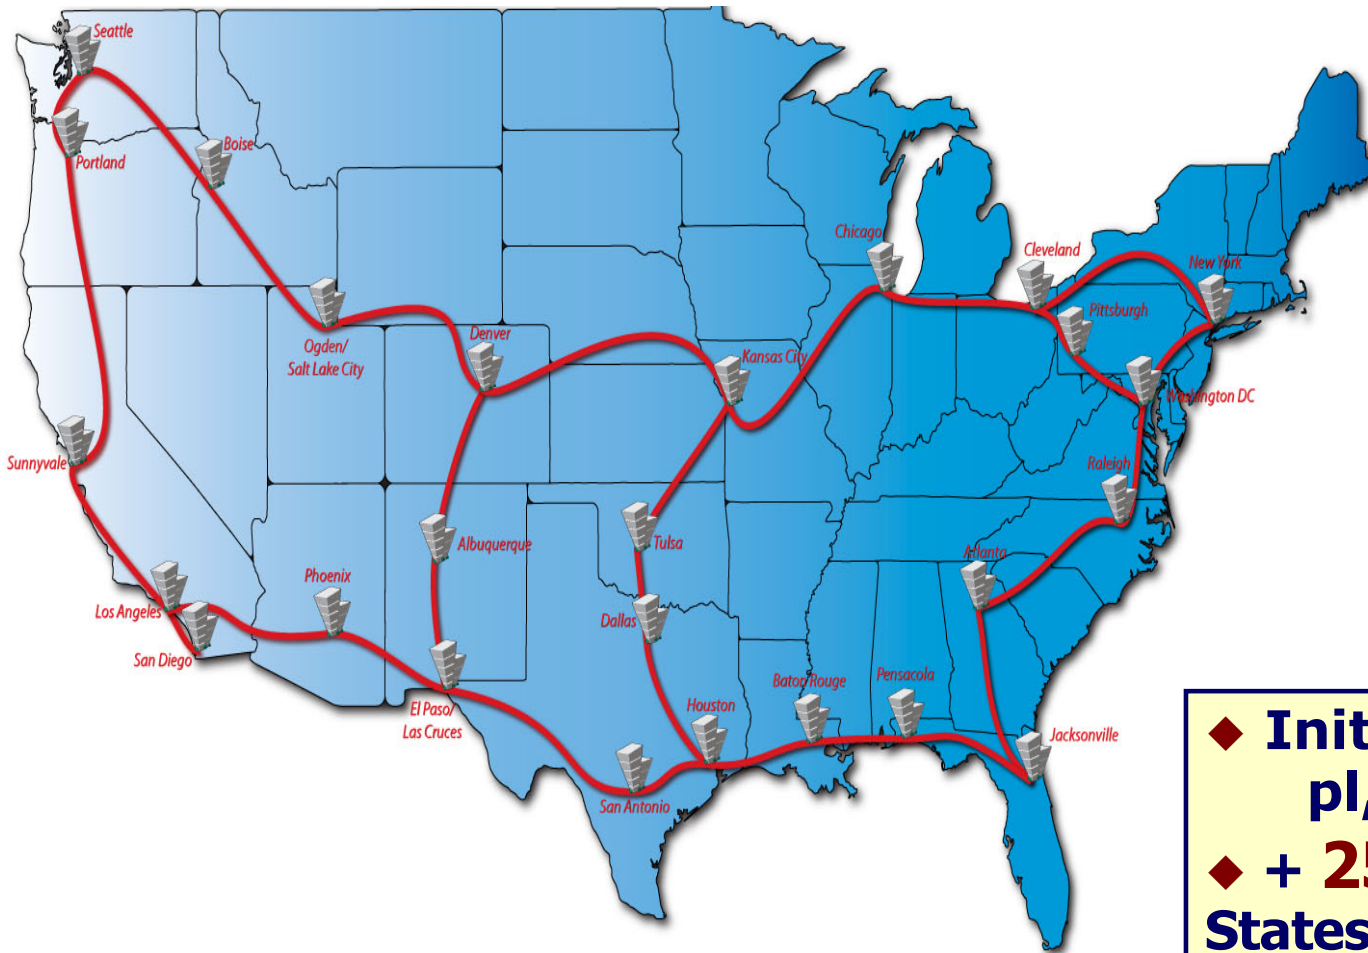 Seattle
Boise
Portland
Chicago
Cleveland
New York
Pittsburgh
Ogden/
Salt Lake City
Denver
Kansas City
Washington DC
Sunnyvale
Raleigh
Albuquerque
Tulsa
Atlanta
Phoenix
Los Angeles
Dallas
San Diego
El Paso/
Las Cruces
Houston
Baton Rouge
Pensacola
Jacksonville
San Antonio
◆ Init
pl,
◆ + 25
States